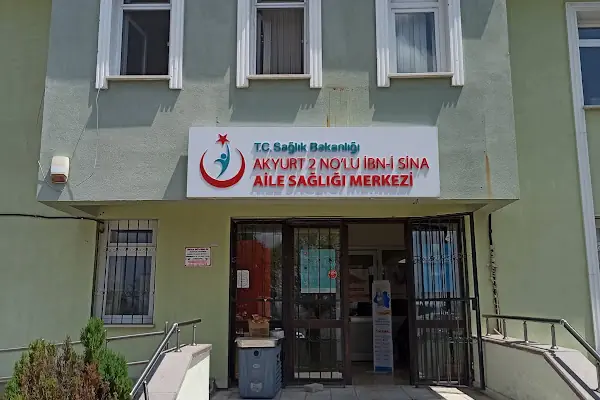 T.C. Sağlık Bakanlığı
AKYURT 2 NO'LU İBN-İ SİNA
AİLE SAĞLIĞI MERKEZİ